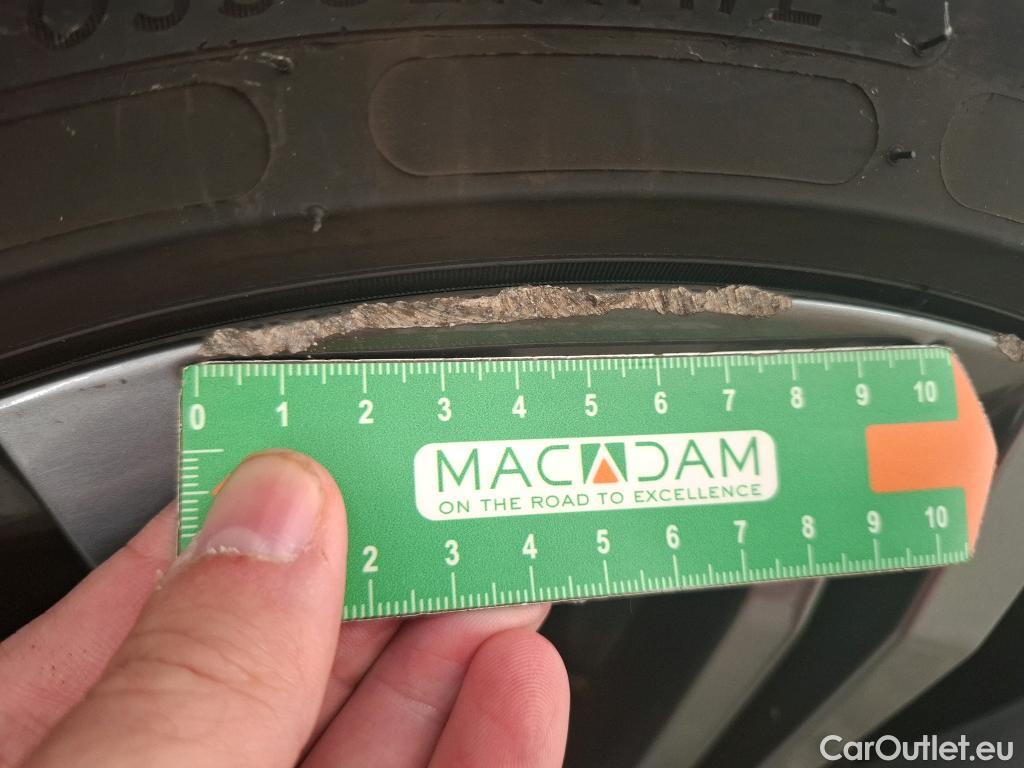 0 1 2 3 4 5 6 7 8 9 10
MACADAM
ON THE ROAD TO EXCELLENCE
2 3 4 5 6 7 8 9 10
CarOutlet.eu